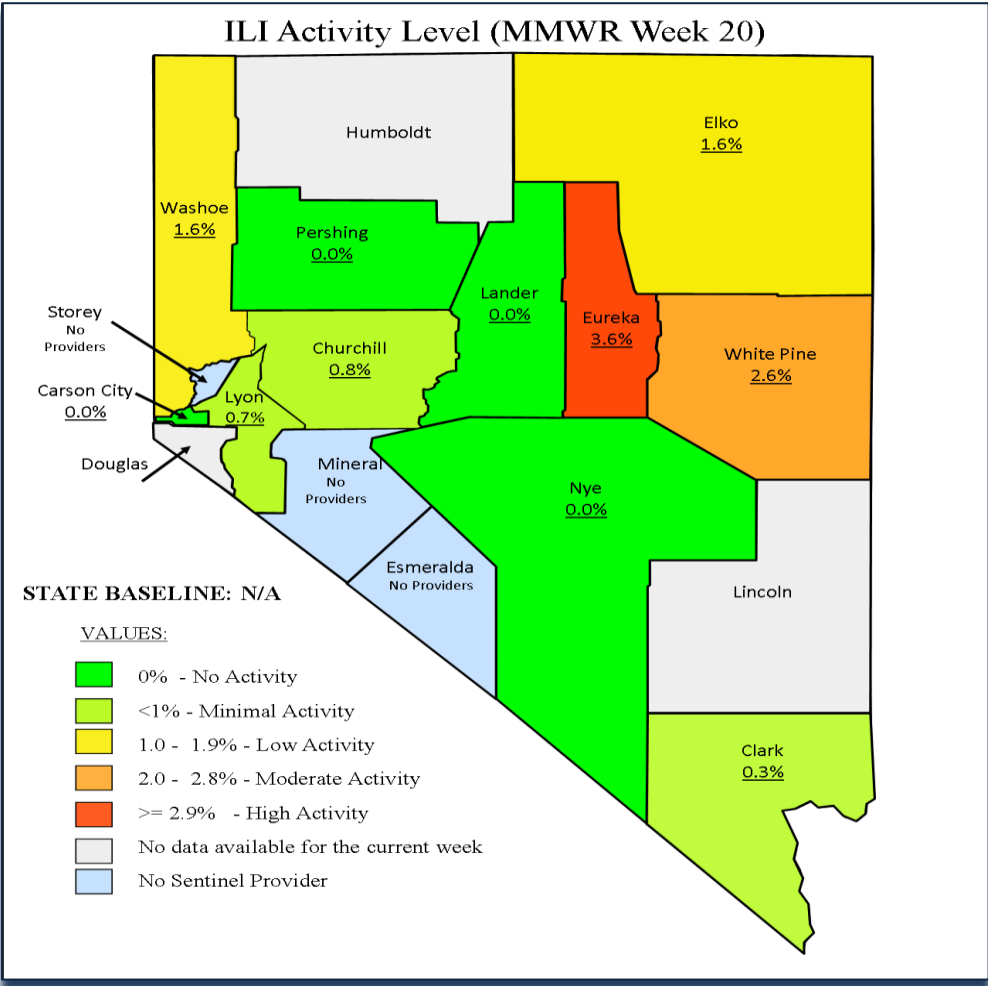 ILI Activity Level (MMWR Week 20)
Humboldt
Elko
1.6%
Washoe
1.6%
Pershing
0.0%
Lander
0.0%
Eureka
3.6%
Storey
No
Providers
Churchill
0.8%
White Pine
2.6%
Carson City
0.0%
Lyon
0.7%
Douglas
Mineral
No
Providers
Nye
0.0%
Esmeralda
No Providers
Lincoln
Clark
0.3%
STATE BASELINE: N/A
VALUES:
0% - No Activity
<1% - Minimal Activity
1.0 - 1.9% - Low Activity
2.0 - 2.8% - Moderate Activity
>= 2.9% - High Activity
No data available for the current week
No Sentinel Provider